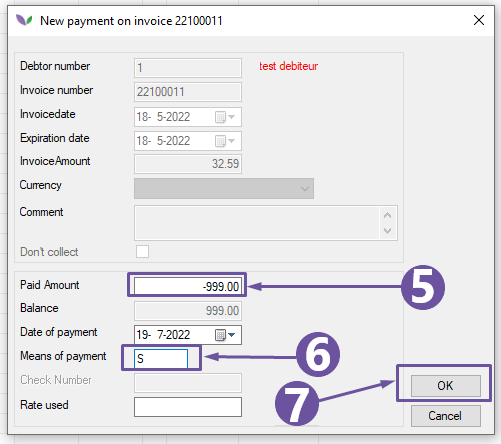 New payment on invoice 22100011
Debtor number 1 test debiteur
Invoice number 22100011
Invoicedate 18- 5-2022
Expiration date 18- 5-2022
InvoiceAmount 32.59
Currency
Comment
Don't collect
Paid Amount -999.00 5
Balance 999.00
Date of payment 19- 7-2022
Means of payment S 6
Check Number
7 OK
Rate used
Cancel